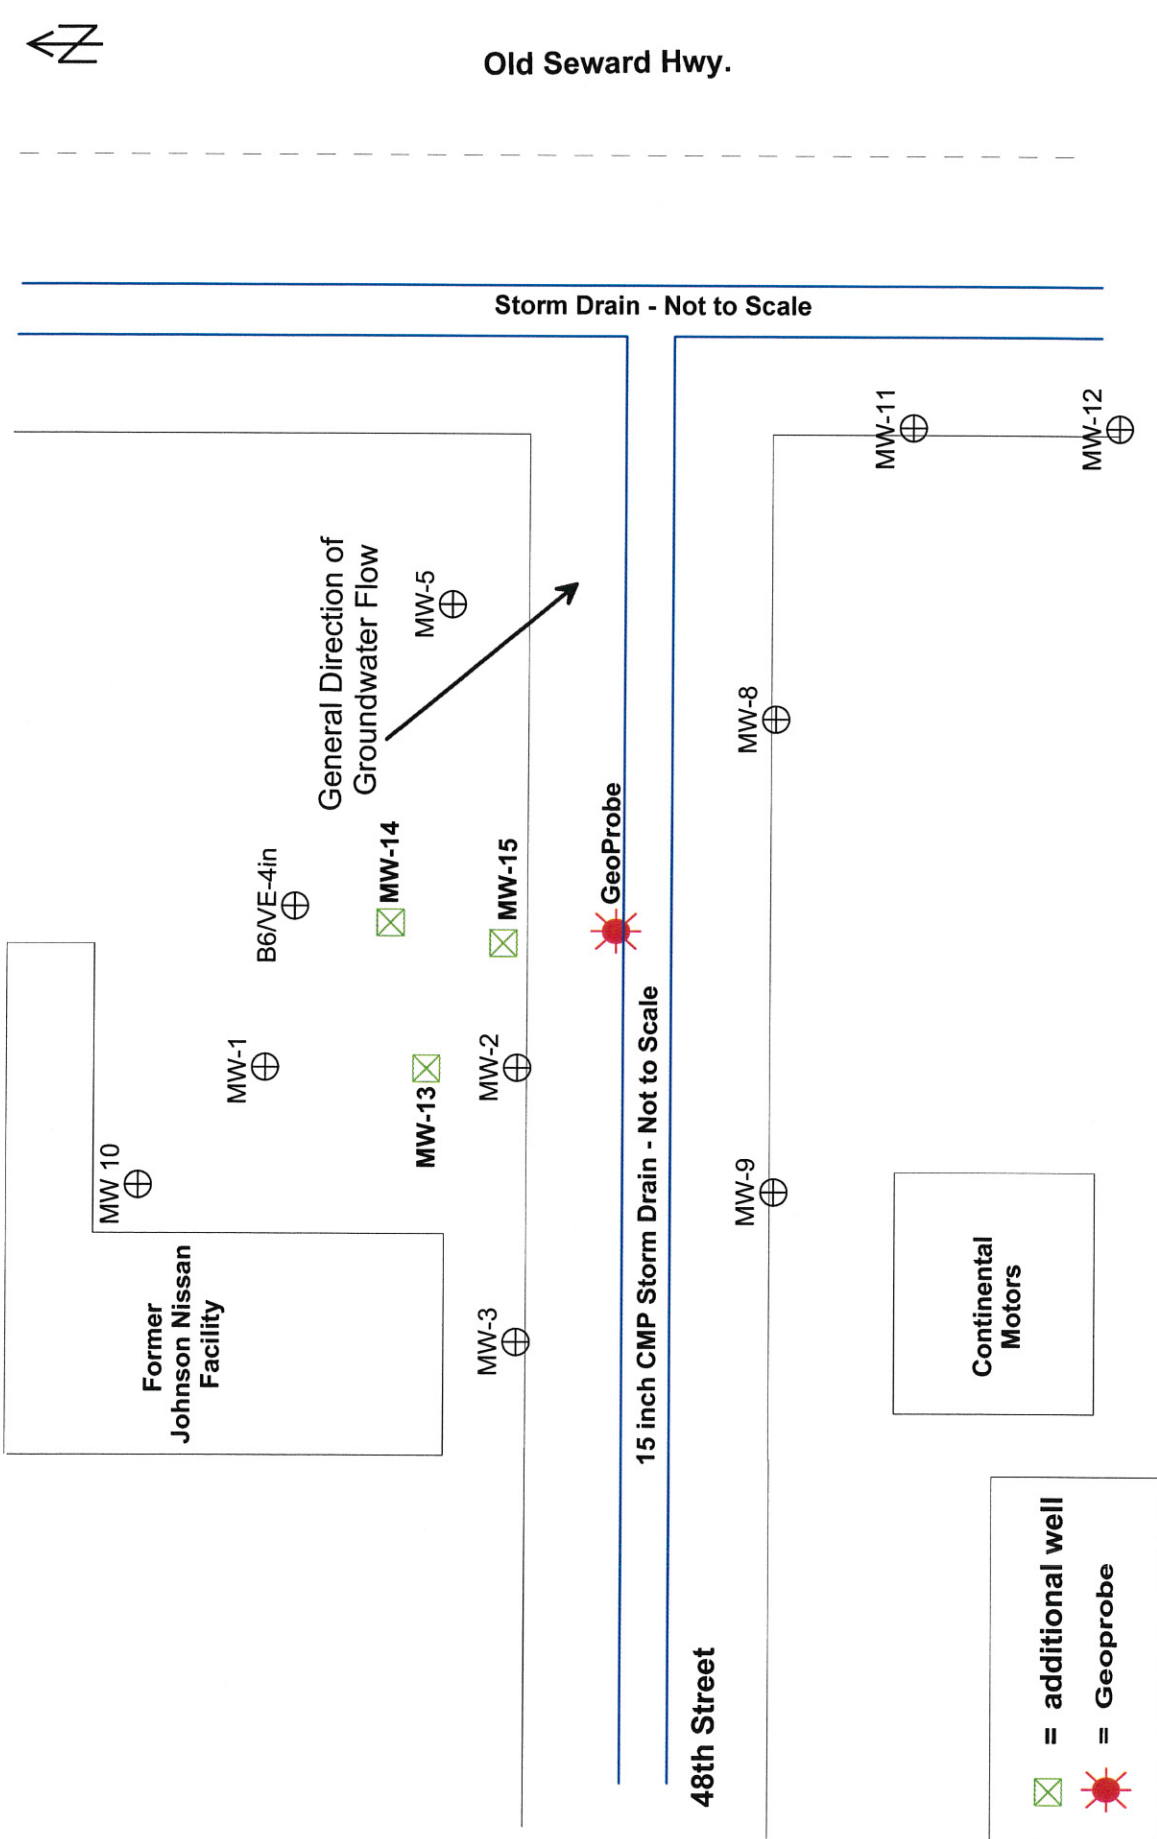 N
Old Seward Hwy.
Storm Drain - Not to Scale
MW-11
MW-12
General Direction of
Groundwater Flow
MW-5
MW-8
B6/VE-4in
MW-14
MW-15
GeoProbe
MW-1
MW-13
MW-2
MW 10
15 inch CMP Storm Drain - Not to Scale
MW-9
Former
Johnson Nissan
Facility
MW-3
Continental
Motors
48th Street
= additional well
= Geoprobe